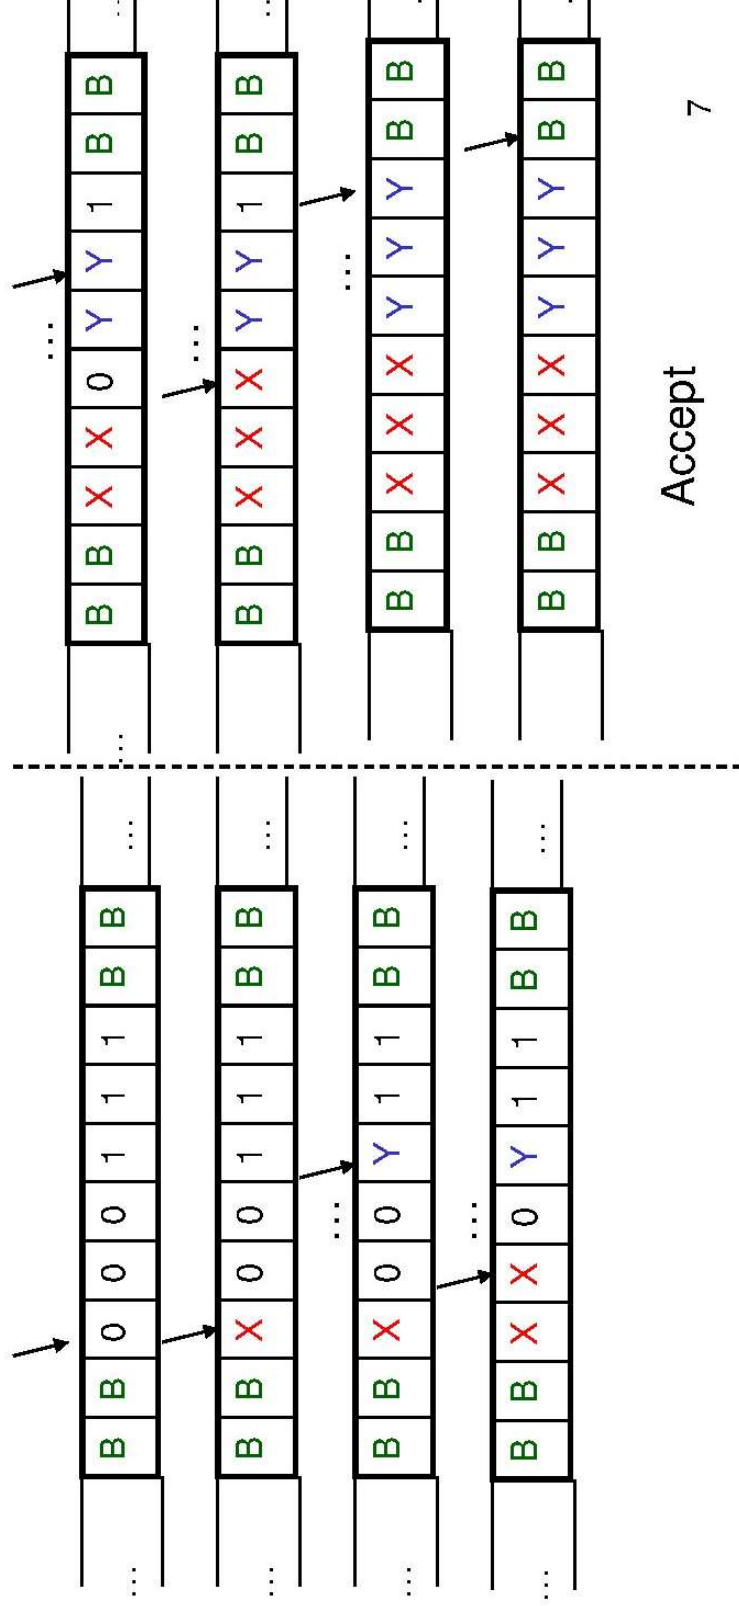 ... B B 0 0 0 1 1 1 B B ...
... B B X 0 0 1 1 1 B B ...
...
... B B X 0 0 Y 1 1 B B ...
...
... B B X X 0 Y 1 1 B B ...
...
... B B X X 0 Y Y 1 B B ...
...
B B X X X Y Y 1 B B ...
...
B B X X X Y Y Y B B ...
B B X X X Y Y Y B B ...
Accept
7